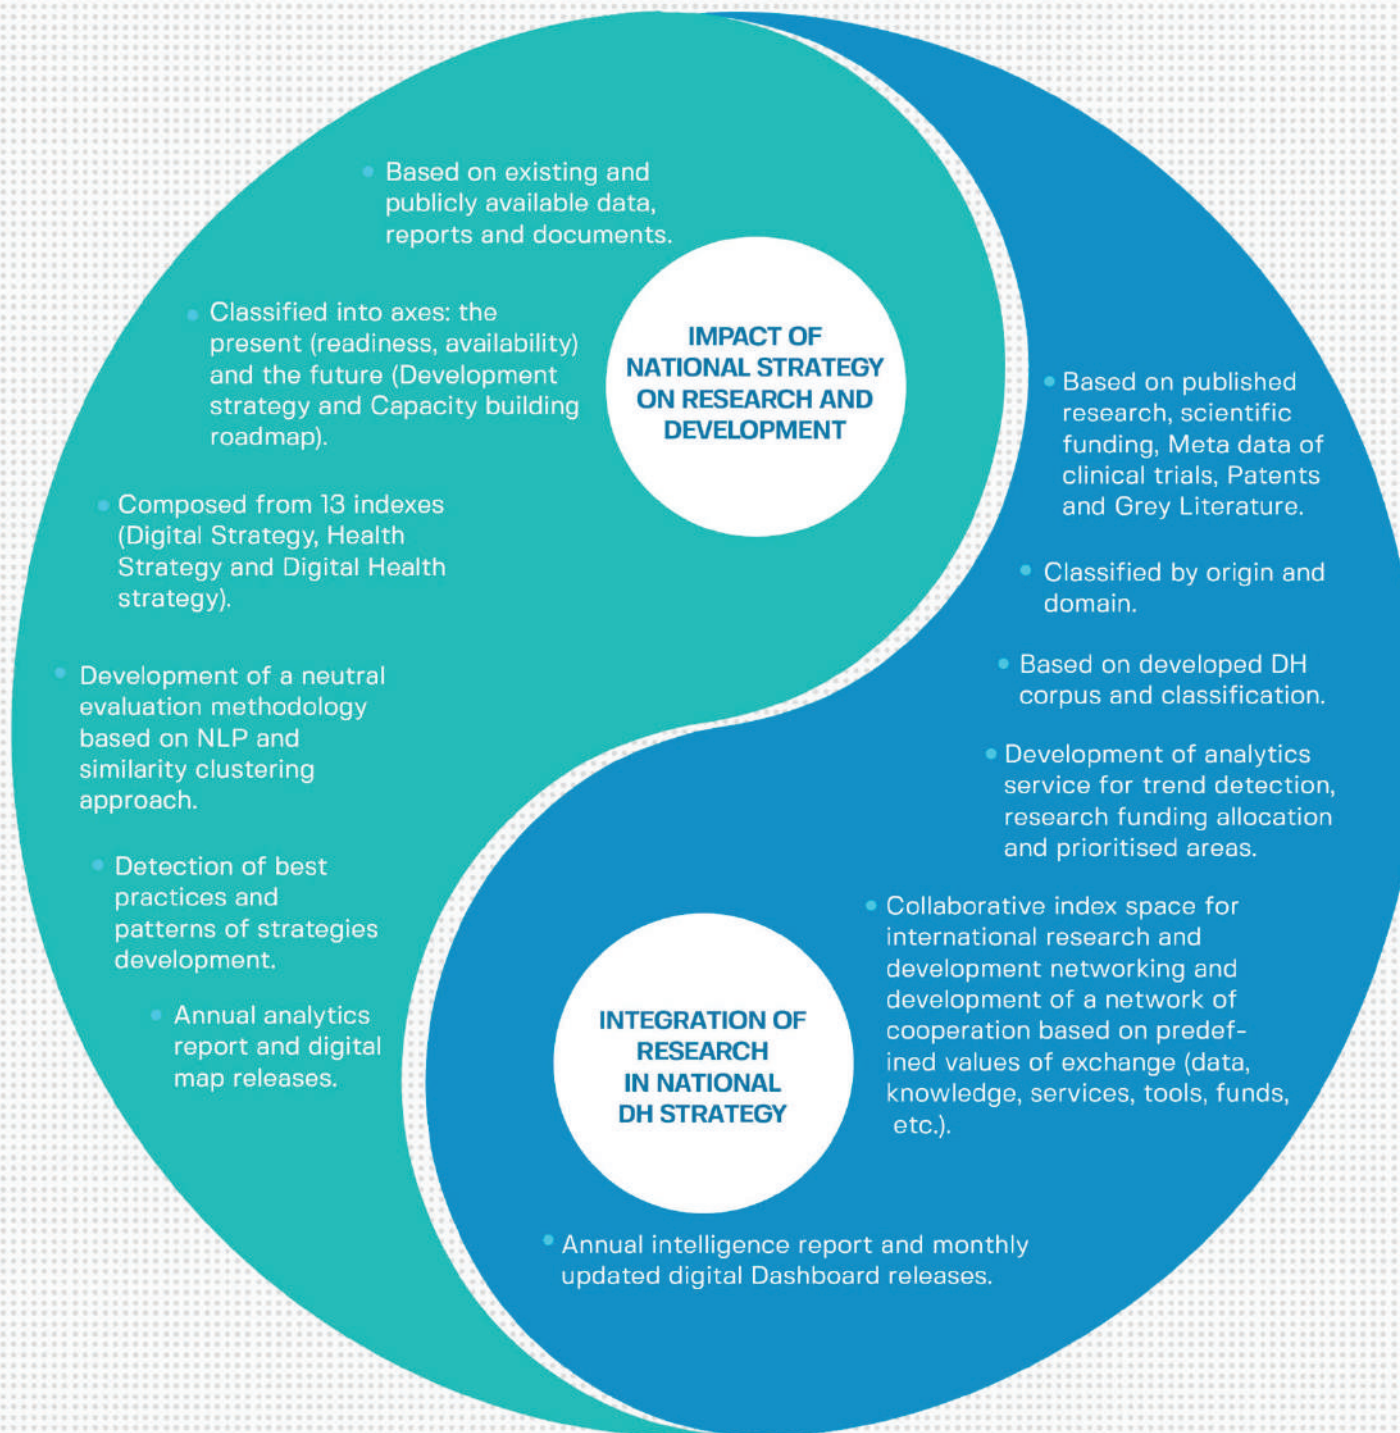 Based on existing and
publicly available data,
reports and documents.
Classified into axes: the
present (readiness, availability)
and the future (Development
strategy and Capacity building
roadmap).
Composed from 13 indexes
(Digital Strategy, Health
Strategy and Digital Health
strategy).
Development of a neutral
evaluation methodology
based on NLP and
similarity clustering
approach.
Detection of best
practices and
patterns of strategies
development.
Annual analytics
report and digital
map releases.
IMPACT OF
NATIONAL STRATEGY
ON RESEARCH AND
DEVELOPMENT
Based on published
research, scientific
funding, Meta data of
clinical trials, Patents
and Grey Literature.
Classified by origin and
domain.
Based on developed DH
corpus and classification.
Development of analytics
service for trend detection,
research funding allocation
and prioritised areas.
Collaborative index space for
international research and
development networking and
development of a network of
cooperation based on predef-
ined values of exchange (data,
knowledge, services, tools, funds,
etc.).
INTEGRATION OF
RESEARCH
IN NATIONAL
DH STRATEGY
Annual intelligence report and monthly
updated digital Dashboard releases.